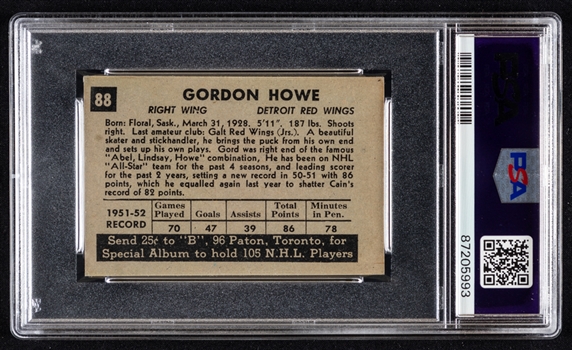 88
GORDON HOWE
RIGHT WING DETROIT RED WINGS
Born: Floral, Sask., March 31, 1928. 5'11". 187 lbs. Shoots
right. Last amateur club: Galt Red Wings (Jrs.). A beautiful
skater and stickhandler, he brings the puck from his own end
and sets up his own plays. Gord was right end of the famous
"Abel, Lindsay, Howe" combination. He has been on NHL
"All-Star" team for the past 4 seasons, and leading scorer
for the past 2 years, setting a new record in 50-51 with 86
points, which he equalled again last year to shatter Cain's
record of 82 points.
1951-52 RECORD
Games Played Goals Assists Total Points Minutes in Pen.
70 47 39 86 78
Send 25¢ to "B", 96 Paton, Toronto, for
Special Album to hold 105 N.H.L. Players
PSA
PSA
87205993